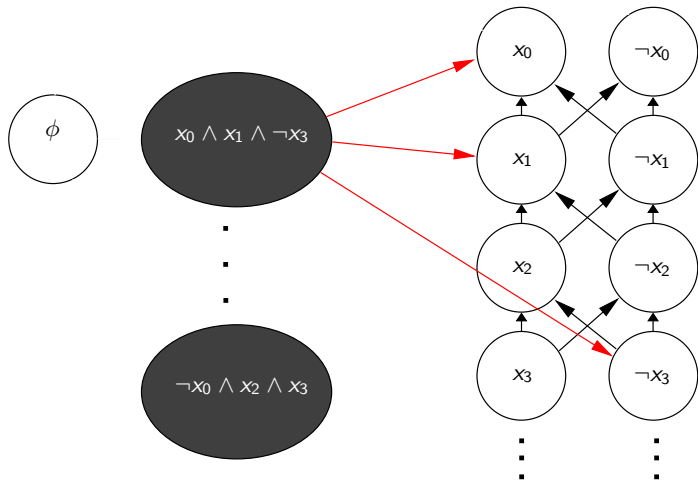 x₀
¬x₀
ϕ
x₀ ∧ x₁ ∧ ¬x₃
x₁
¬x₁
x₂
¬x₂
x₃
¬x₃
¬x₀ ∧ x₂ ∧ x₃